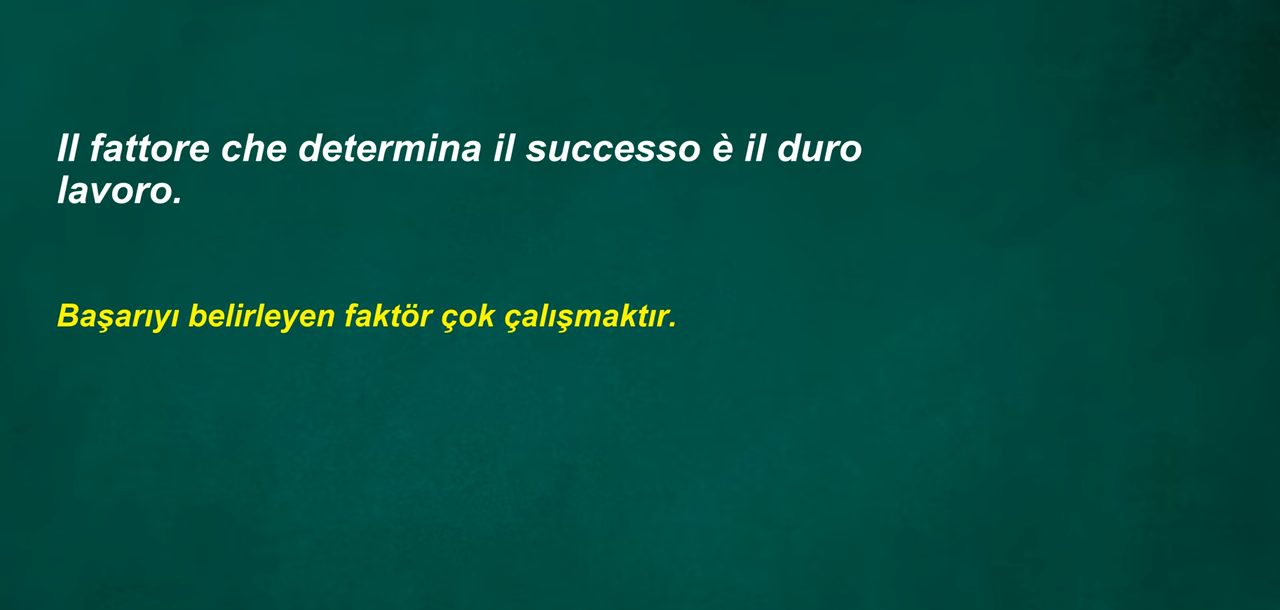 Il fattore che determina il successo è il duro
lavoro.
Başarıyı belirleyen faktör çok çalışmaktır.